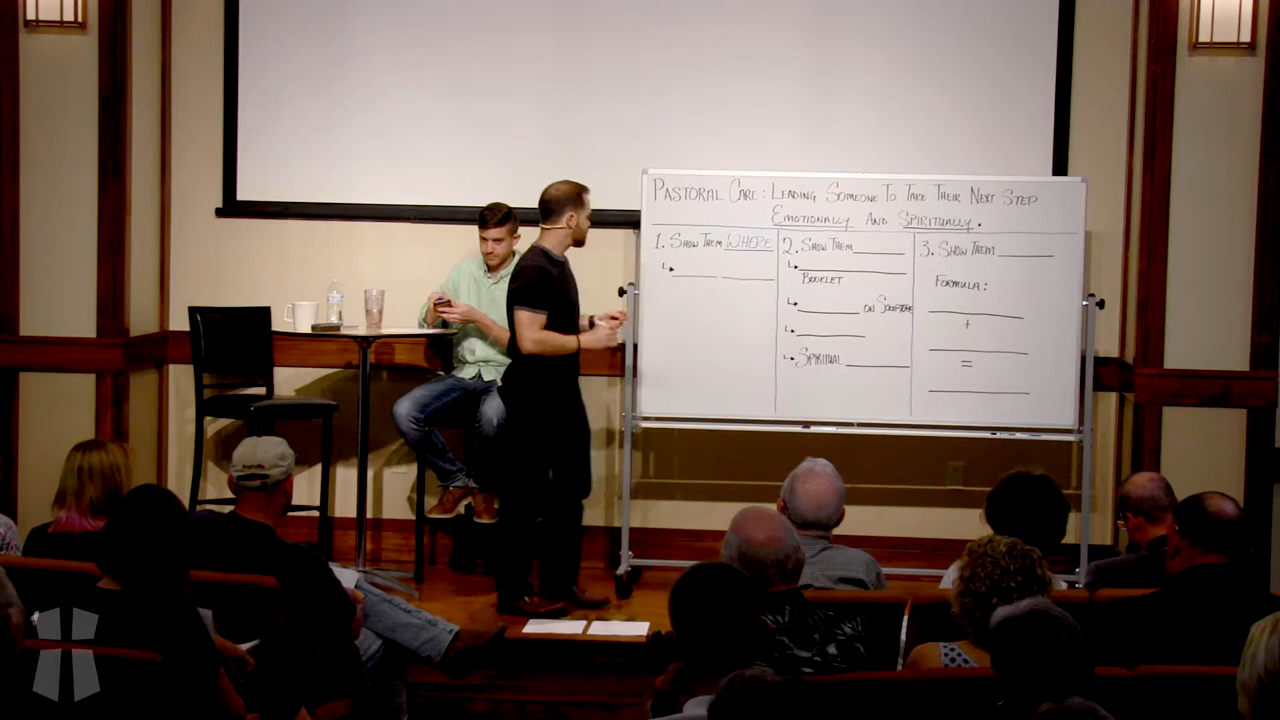 PASTORAL CARE: LEADING SOMEONE TO TAKE THEIR NEXT STEP
EMOTIONALLY AND SPIRITUALLY.
1. SHOW THEM WHERE
2. SHOW THEM
BOOKLET
ON SCRIPTURE
SPIRITUAL
3. SHOW THEM
FORMULA:
+
=